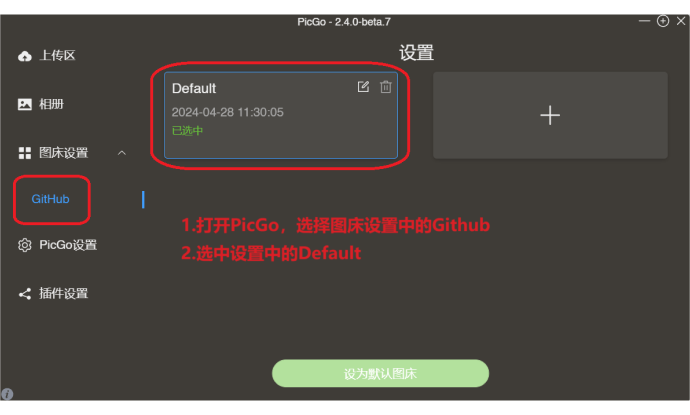 PicGo - 2.4.0-beta.7
上传区
相册
图床设置
GitHub
PicGo设置
插件设置
设置
Default
2024-04-28 11:30:05
已选中
1.打开PicGo，选择图床设置中的Github
2.选中设置中的Default
设为默认图床